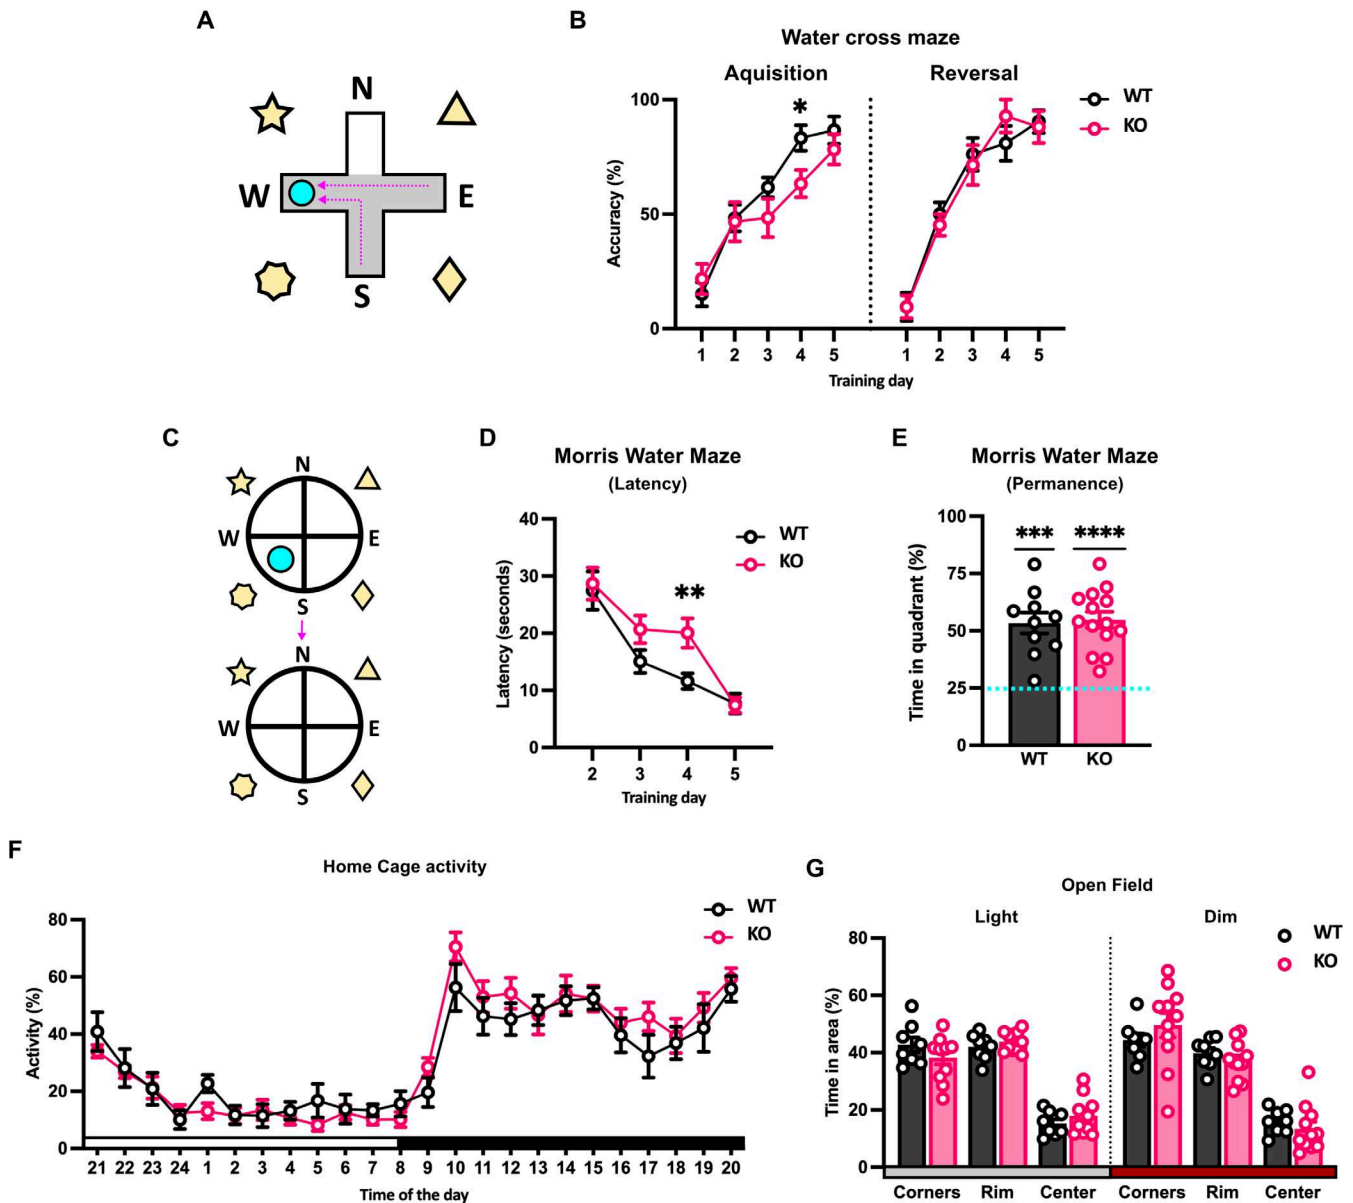 A
N
W
E
S
B
Water cross maze
Aquisition
Reversal
*
WT
KO
Accuracy (%)
100
50
0
1 2 3 4 5
1 2 3 4 5
Training day
C
N
W
E
S
N
W
E
S
D
Morris Water Maze
(Latency)
WT
KO
**
Latency (seconds)
40
30
20
10
0
2 3 4 5
Training day
E
Morris Water Maze
(Permanence)
*** ****
Time in quadrant (%)
100
75
50
25
0
WT KO
F
Home Cage activity
WT
KO
Activity (%)
80
60
40
20
0
21 22 23 24 1 2 3 4 5 6 7 8 9 10 11 12 13 14 15 16 17 18 19 20
Time of the day
G
Open Field
Light
Dim
WT
KO
Time in area (%)
80
60
40
20
0
Corners Rim Center Corners Rim Center